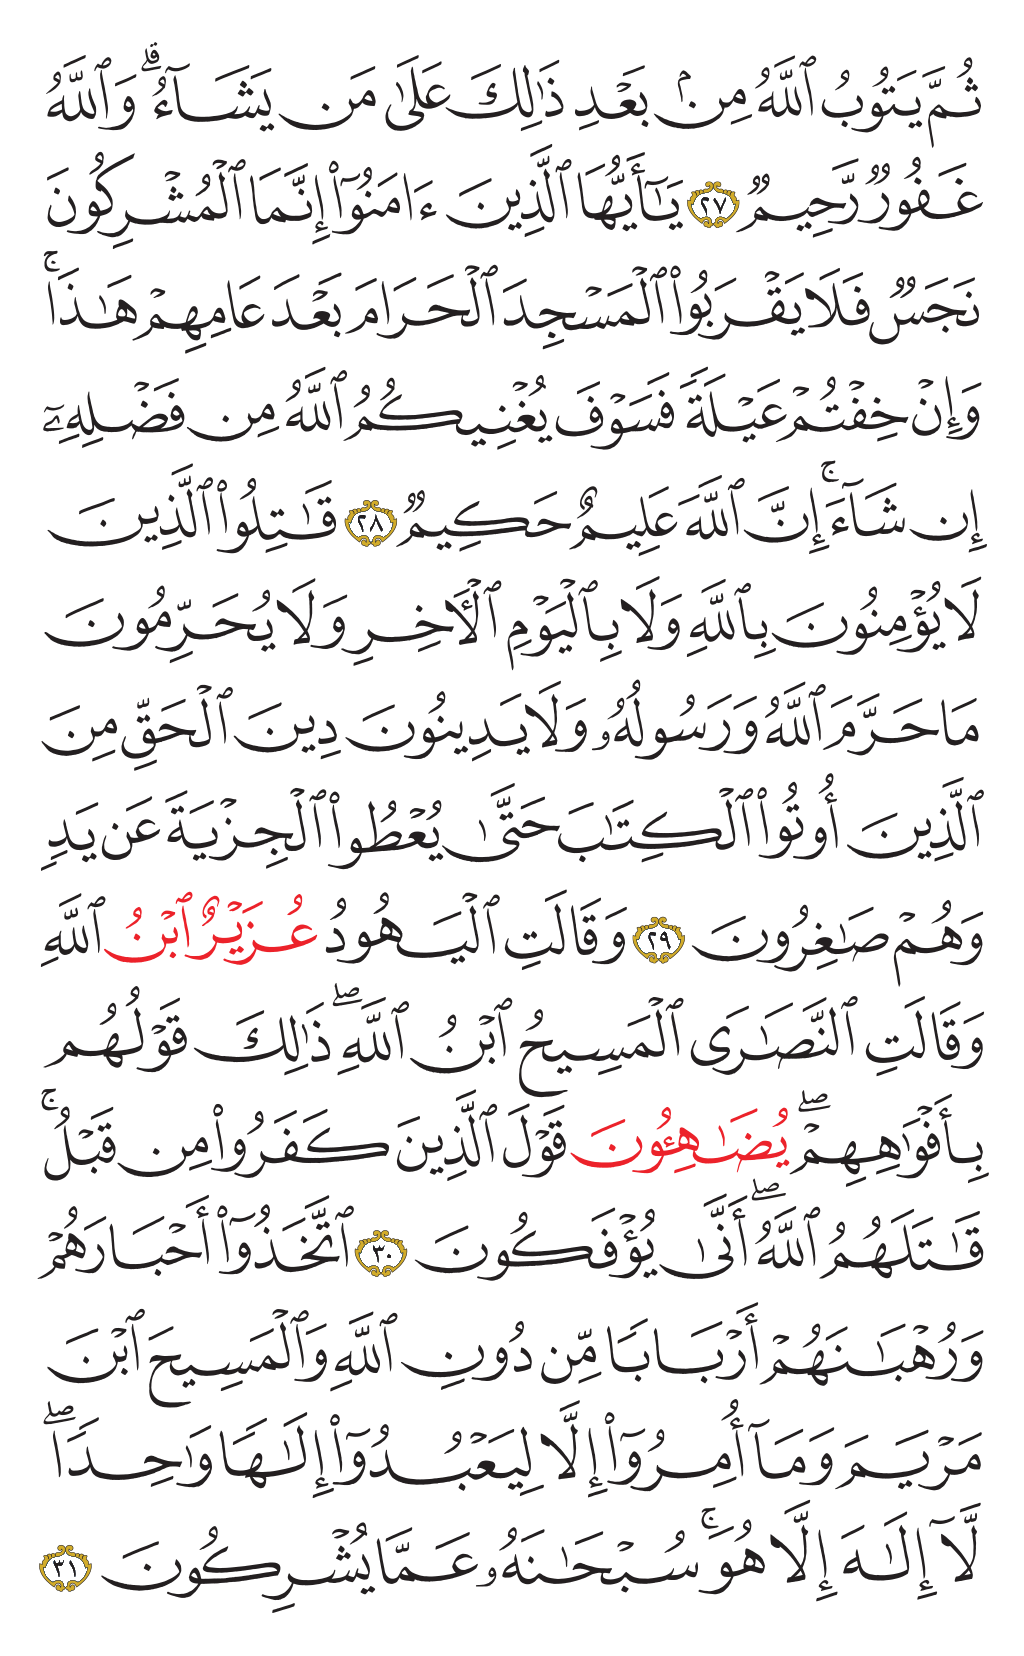 ثُمَّ يَتُوبُ ٱللَّهُ مِنۢ بَعْدِ ذَٰلِكَ عَلَىٰ مَن يَشَآءُۗ وَٱللَّهُ
غَفُورٌ رَّحِيمٌ ٢٧ يَـٰٓأَيُّهَا ٱلَّذِينَ ءَامَنُوٓا۟ إِنَّمَا ٱلْمُشْرِكُونَ
نَجَسٌ فَلَا يَقْرَبُوا۟ ٱلْمَسْجِدَ ٱلْحَرَامَ بَعْدَ عَامِهِمْ هَـٰذَاۚ
وَإِنْ خِفْتُمْ عَيْلَةً فَسَوْفَ يُغْنِيكُمُ ٱللَّهُ مِن فَضْلِهِۦٓ
إِن شَآءَۚ إِنَّ ٱللَّهَ عَلِيمٌ حَكِيمٌ ٢٨ قَـٰتِلُوا۟ ٱلَّذِينَ
لَا يُؤْمِنُونَ بِٱللَّهِ وَلَا بِٱلْيَوْمِ ٱلْـَٔاخِرِ وَلَا يُحَرِّمُونَ
مَا حَرَّمَ ٱللَّهُ وَرَسُولُهُۥ وَلَا يَدِينُونَ دِينَ ٱلْحَقِّ مِنَ
ٱلَّذِينَ أُوتُوا۟ ٱلْكِتَـٰبَ حَتَّىٰ يُعْطُوا۟ ٱلْجِزْيَةَ عَن يَدٍ
وَهُمْ صَـٰغِرُونَ ٢٩ وَقَالَتِ ٱلْيَهُودُ عُزَيْرٌ ٱبْنُ ٱللَّهِ
وَقَالَتِ ٱلنَّصَـٰرَى ٱلْمَسِيحُ ٱبْنُ ٱللَّهِۖ ذَٰلِكَ قَوْلُهُم
بِأَفْوَٰهِهِمْۖ يُضَـٰهِـُٔونَ قَوْلَ ٱلَّذِينَ كَفَرُوا۟ مِن قَبْلُۚ
قَـٰتَلَهُمُ ٱللَّهُۖ أَنَّىٰ يُؤْفَكُونَ ٣٠ ٱتَّخَذُوٓا۟ أَحْبَارَهُمْ
وَرُهْبَـٰنَهُمْ أَرْبَابًا مِّن دُونِ ٱللَّهِ وَٱلْمَسِيحَ ٱبْنَ
مَرْيَمَ وَمَآ أُمِرُوٓا۟ إِلَّا لِيَعْبُدُوٓا۟ إِلَـٰهًا وَٰحِدًاۖ
لَّآ إِلَـٰهَ إِلَّا هُوَۚ سُبْحَـٰنَهُۥ عَمَّا يُشْرِكُونَ ٣١